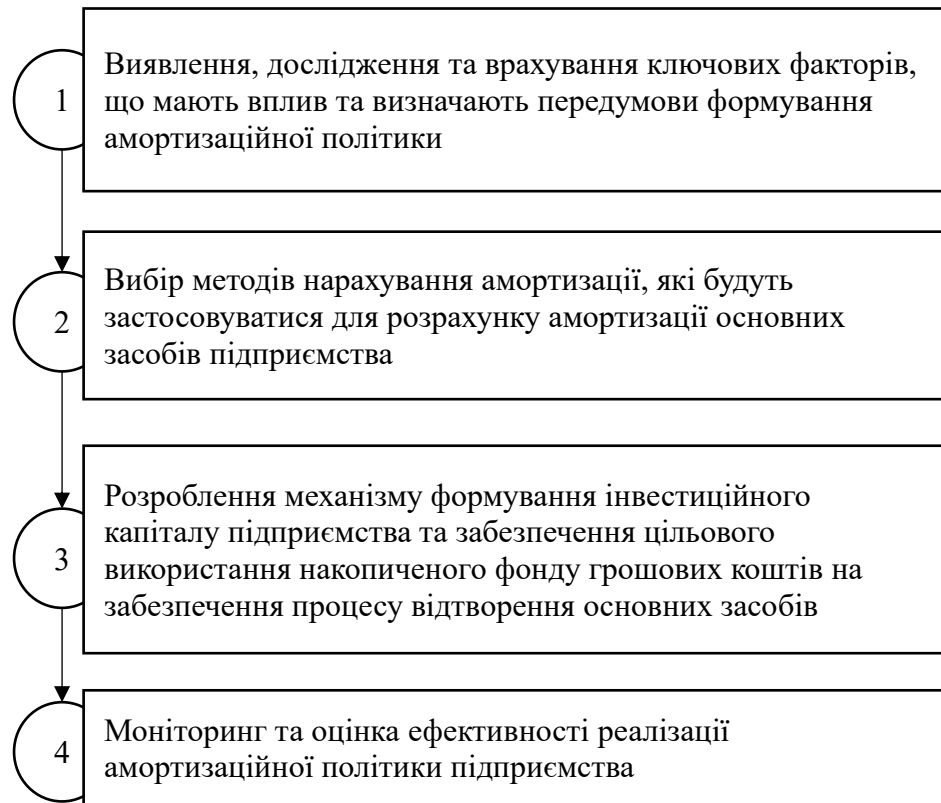 1
Виявлення, дослідження та врахування ключових факторів,
що мають вплив та визначають передумови формування
амортизаційної політики
2
Вибір методів нарахування амортизації, які будуть
застосовуватися для розрахунку амортизації основних
засобів підприємства
3
Розроблення механізму формування інвестиційного
капіталу підприємства та забезпечення цільового
використання накопиченого фонду грошових коштів на
забезпечення процесу відтворення основних засобів
4
Моніторинг та оцінка ефективності реалізації
амортизаційної політики підприємства